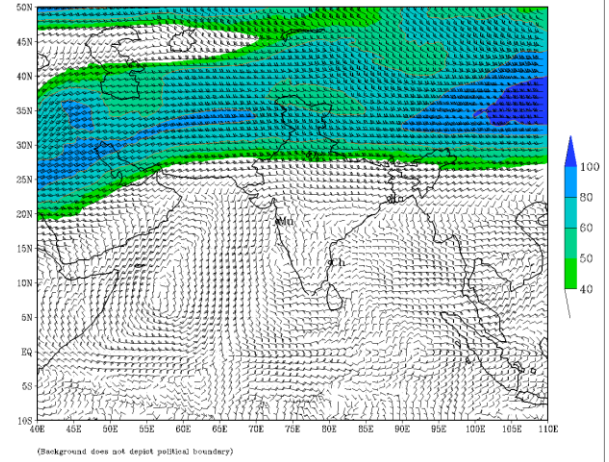 50N
45N
40N
35N
30N
25N
20N
15N
10N
5N
EQ
5S
10S
Mu
Ch
40E 45E 50E 55E 60E 65E 70E 75E 80E 85E 90E 95E 100E 105E 110E
100
80
60
50
40
(Background does not depict political boundary)